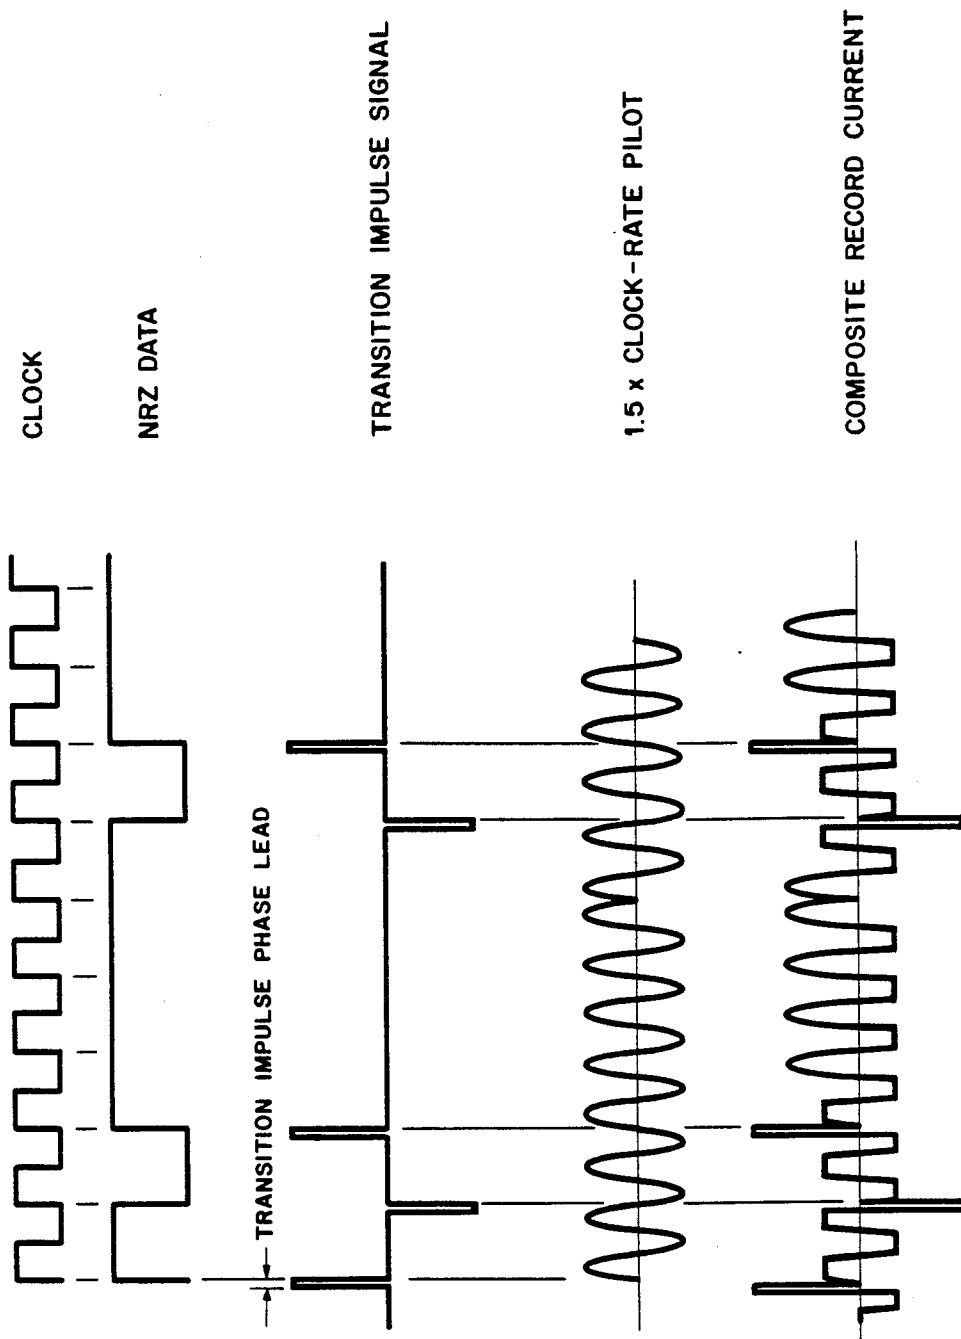 CLOCK
NRZ DATA
TRANSITION IMPULSE PHASE LEAD
TRANSITION IMPULSE SIGNAL
1.5 x CLOCK-RATE PILOT
COMPOSITE RECORD CURRENT